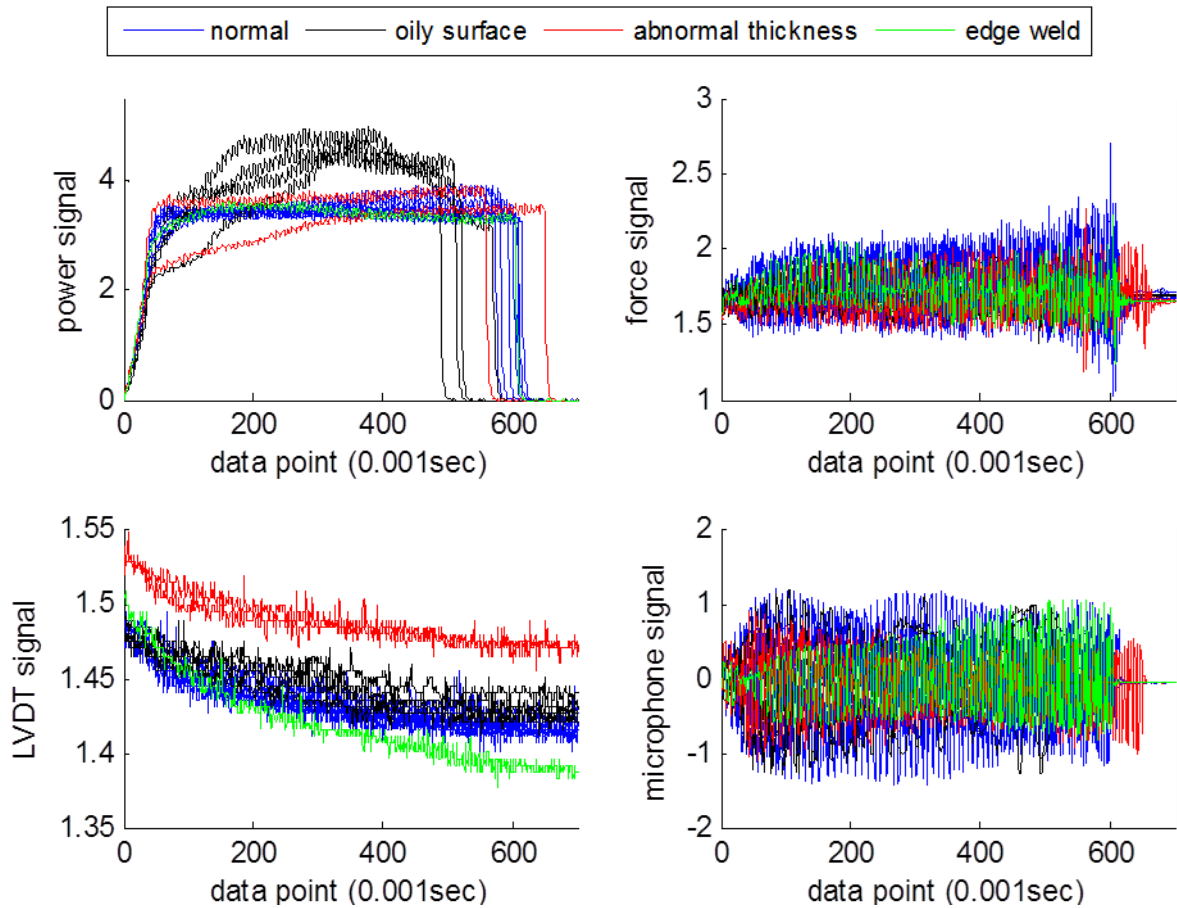 normal oily surface abnormal thickness edge weld
power signal
4
2
0
0 200 400 600
data point (0.001sec)
force signal
3
2.5
2
1.5
1
0 200 400 600
data point (0.001sec)
LVDT signal
1.55
1.5
1.45
1.4
1.35
0 200 400 600
data point (0.001sec)
microphone signal
2
1
0
-1
-2
0 200 400 600
data point (0.001sec)